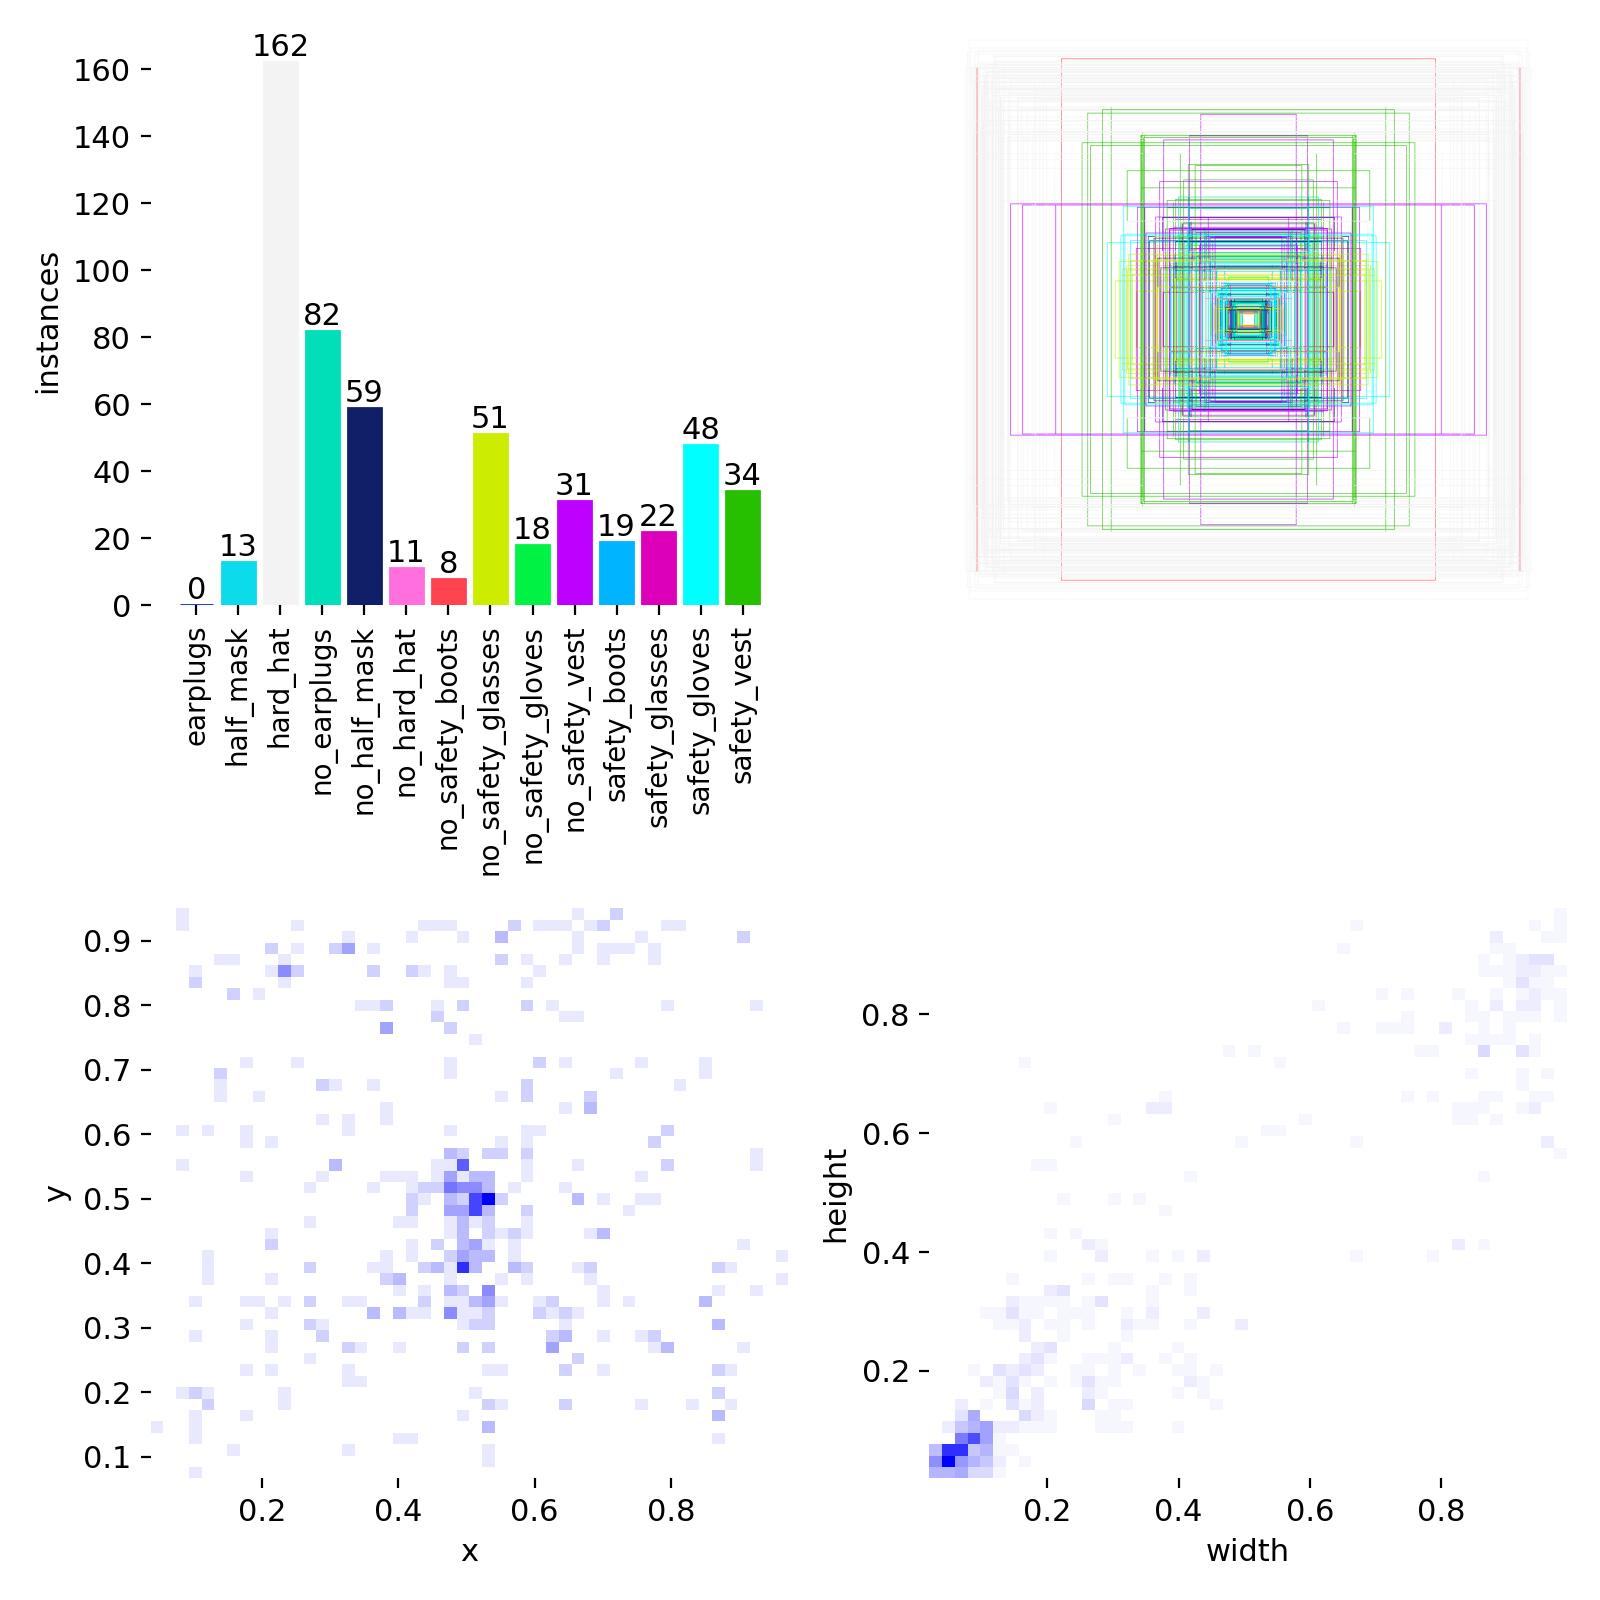 162
160
140
120
100
80
60
40
20
0
instances
0
13
82
59
11
8
51
18
31
19
22
48
34
earplugs
half_mask
hard_hat
no_earplugs
no_half_mask
no_hard_hat
no_safety_boots
no_safety_glasses
no_safety_gloves
no_safety_vest
safety_boots
safety_glasses
safety_gloves
safety_vest
0.9
0.8
0.7
0.6
0.5
0.4
0.3
0.2
0.1
y
0.2 0.4 0.6 0.8
x
0.8
0.6
0.4
0.2
height
0.2 0.4 0.6 0.8
width